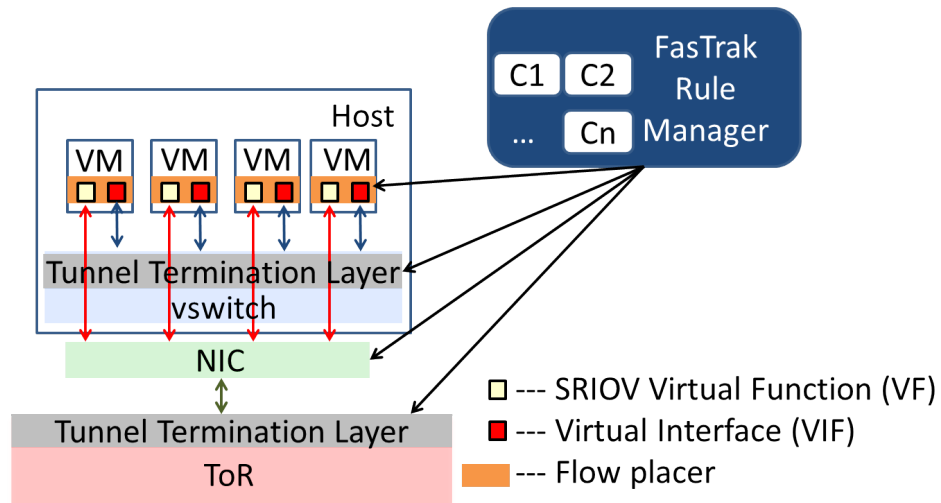 FasTrak
Rule
Manager
C1
C2
...
Cn
Host
VM
VM
VM
VM
Tunnel Termination Layer
vswitch
NIC
Tunnel Termination Layer
ToR
--- SRIOV Virtual Function (VF)
--- Virtual Interface (VIF)
--- Flow placer